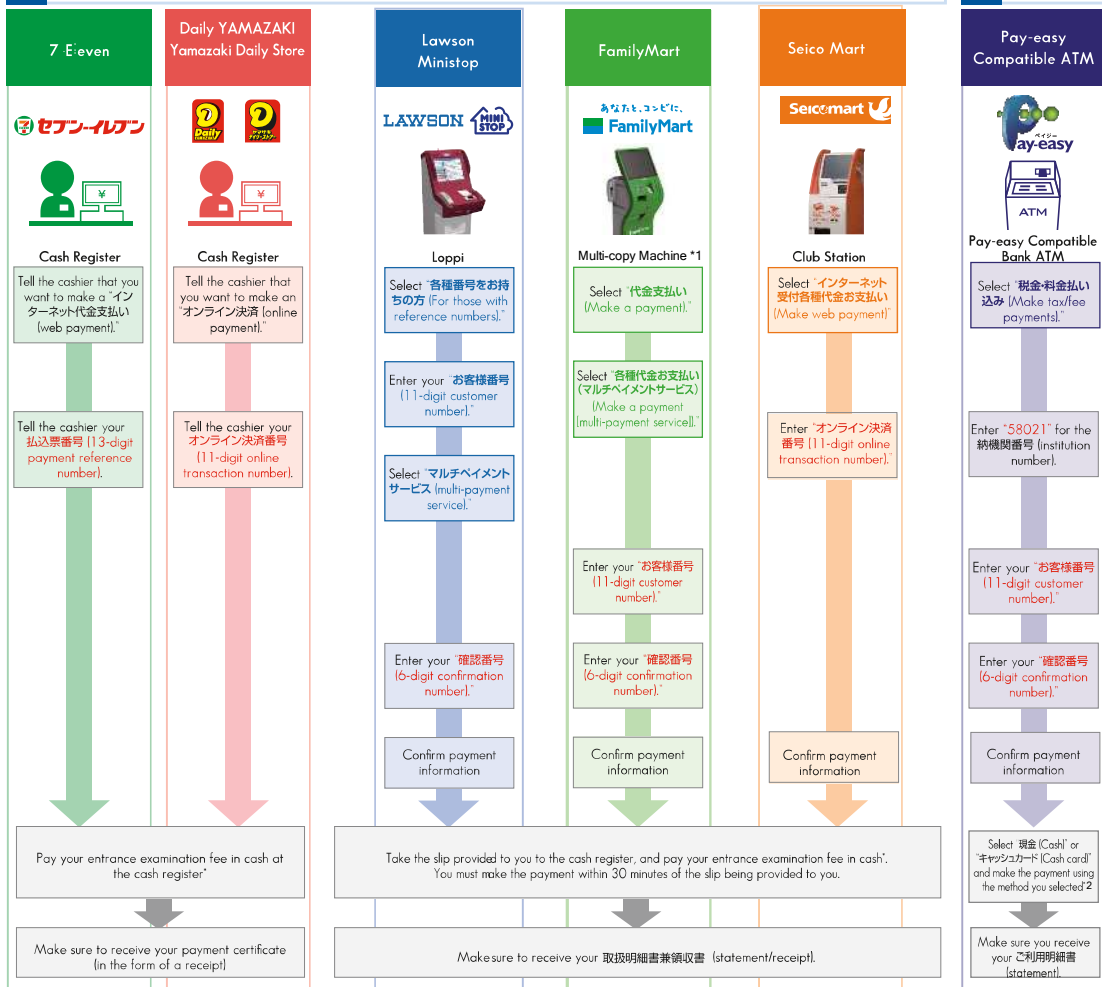 7-Eleven
セブン-イレブン
¥
Cash Register
Tell the cashier that you
want to make a "イン
ターネット代金支払い
(web payment)."
Tell the cashier your
払込票番号 (13-digit
payment reference
number).
Daily YAMAZAKI
Yamazaki Daily Store
Daily
YAMAZAKI
ヤマザキ
デイリーストアー
¥
Cash Register
Tell the cashier that
you want to make an
"オンライン決済 (online
payment)."
Tell the cashier your
オンライン決済番号
(11-digit online
transaction number).
Pay your entrance examination fee in cash at
the cash register*
Make sure to receive your payment certificate
(in the form of a receipt)
Lawson
Ministop
LAWSON
MINI
STOP
Loppi
Select "各種番号をお持
ちの方 (For those with
reference numbers)."
Enter your "お客様番号
(11-digit customer
number)."
Select "マルチペイメント
サービス (multi-payment
service)."
Enter your "確認番号
(6-digit confirmation
number)."
Confirm payment
information
FamilyMart
あなたと、コンビに、
FamilyMart
Multi-copy Machine *1
Select "代金支払い
(Make a payment)."
Select "各種代金お支払い
(マルチペイメントサービス)
(Make a payment
[multi-payment service])."
Enter your "お客様番号
(11-digit customer
number)."
Enter your "確認番号
(6-digit confirmation
number)."
Confirm payment
information
Seico Mart
Seicomart
Club Station
Select "インターネット
受付各種代金お支払い
(Make web payment)"
Enter "オンライン決済
番号 (11-digit online
transaction number)."
Confirm payment
information
Take the slip provided to you to the cash register, and pay your entrance examination fee in cash*.
You must make the payment within 30 minutes of the slip being provided to you.
Make sure to receive your 取扱明細書兼領収書 (statement/receipt).
Pay-easy
Compatible ATM
ペイジー
Pay-easy
ATM
Pay-easy Compatible
Bank ATM
Select "税金・料金払い
込み (Make tax/fee
payments)."
Enter "58021" for the
納機関番号 (institution
number).
Enter your "お客様番号
(11-digit customer
number)."
Enter your "確認番号
(6-digit confirmation
number)."
Confirm payment
information
Select "現金 (Cash)" or
"キャッシュカード (Cash card)"
and make the payment using
the method you selected*2
Make sure you receive
your ご利用明細書
(statement).